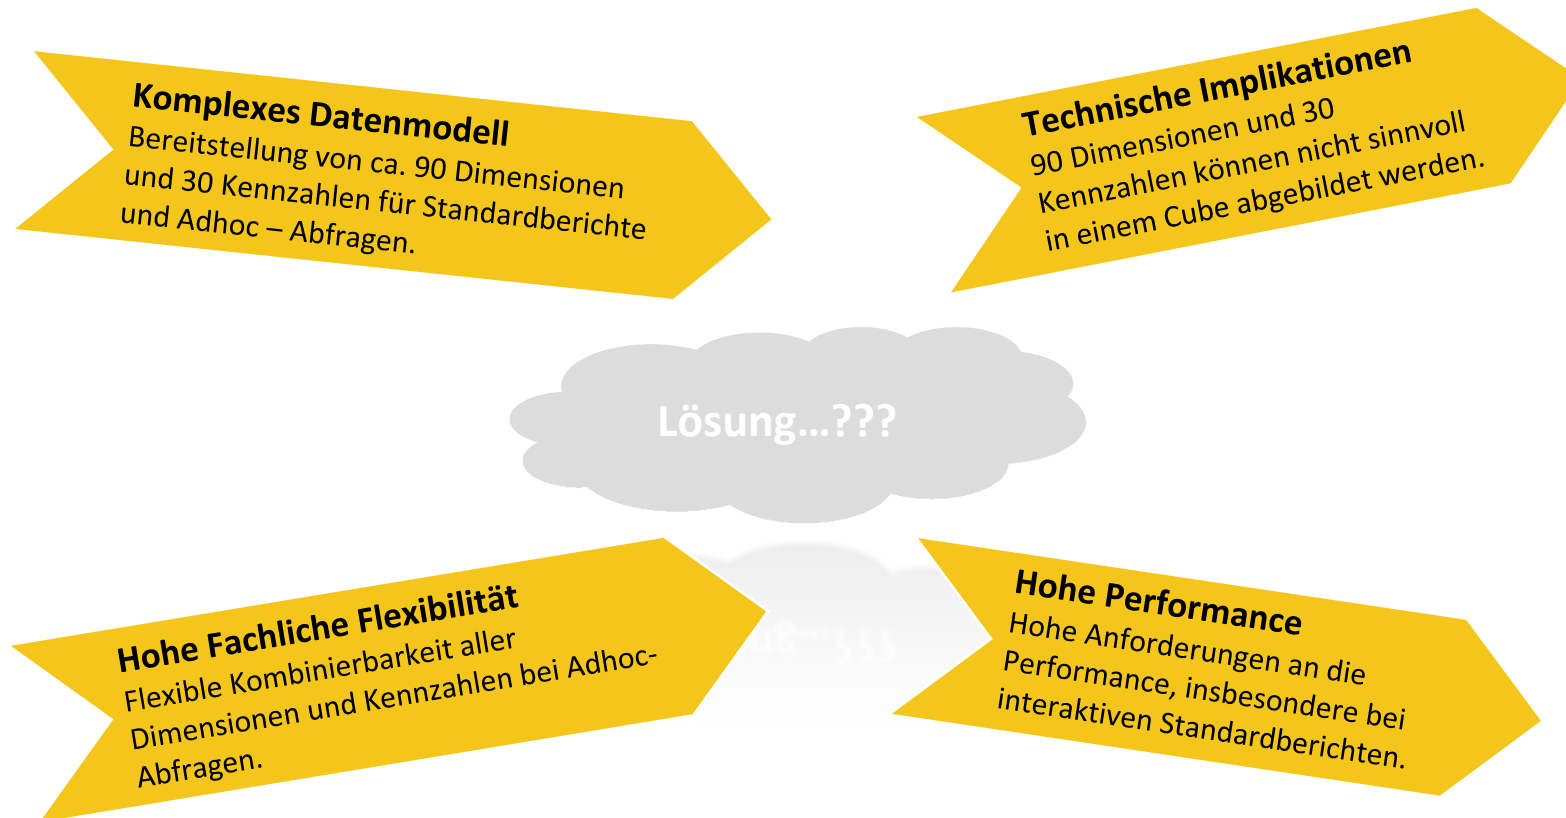 Komplexes Datenmodell
Bereitstellung von ca. 90 Dimensionen
und 30 Kennzahlen für Standardberichte
und Adhoc – Abfragen.
Technische Implikationen
90 Dimensionen und 30
Kennzahlen können nicht sinnvoll
in einem Cube abgebildet werden.
Lösung...???
Hohe Fachliche Flexibilität
Flexible Kombinierbarkeit aller
Dimensionen und Kennzahlen bei Adhoc-
Abfragen.
Hohe Performance
Hohe Anforderungen an die
Performance, insbesondere bei
interaktiven Standardberichten.